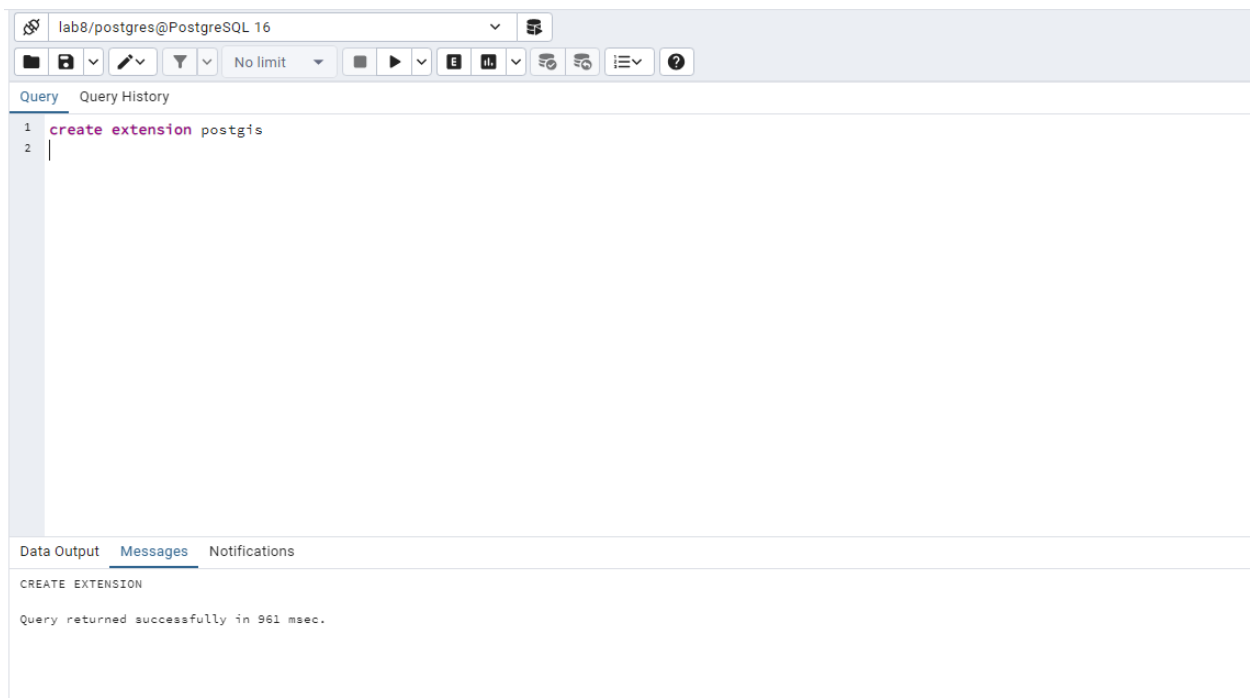 lab8/postgres@PostgreSQL 16
No limit
E
Query Query History
1 create extension postgis
2
Data Output Messages Notifications
CREATE EXTENSION
Query returned successfully in 961 msec.